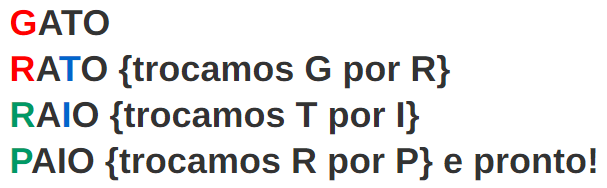 GATO
RATO {trocamos G por R}
RAIO {trocamos T por I}
PAIO {trocamos R por P} e pronto!